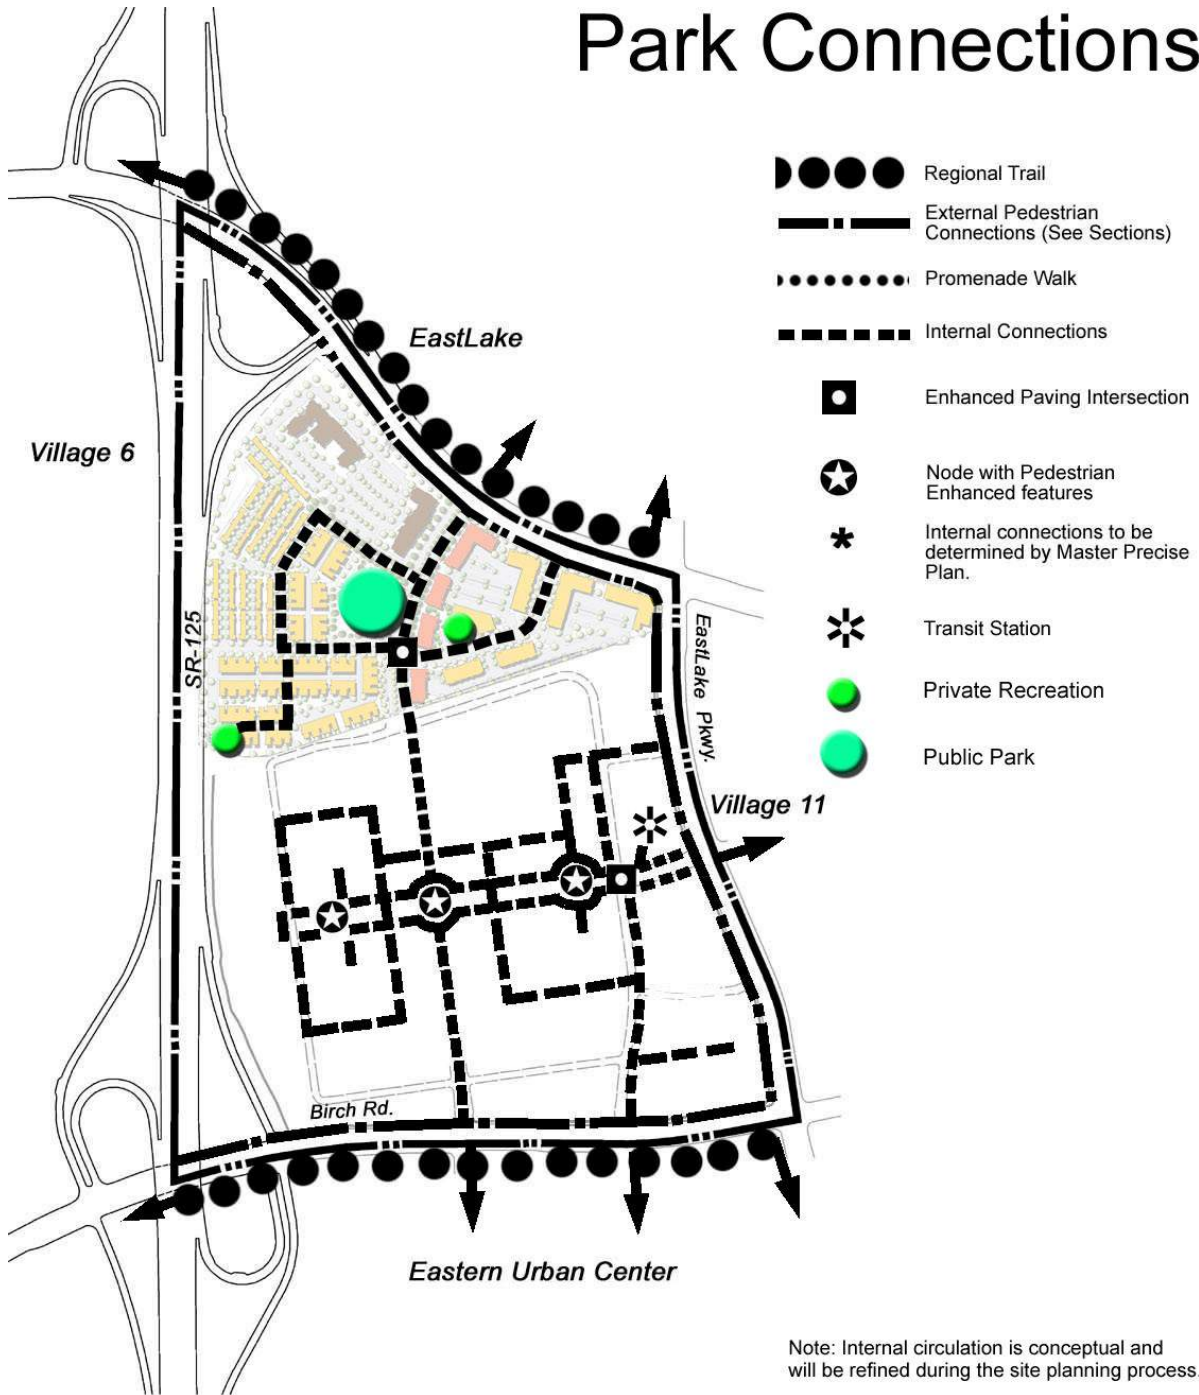 Park Connections
Regional Trail
External Pedestrian
Connections (See Sections)
Promenade Walk
Internal Connections
Enhanced Paving Intersection
Node with Pedestrian
Enhanced features
Internal connections to be
determined by Master Precise
Plan.
Transit Station
Private Recreation
Public Park
EastLake
Village 6
SR-125
EastLake Pkwy.
Village 11
Birch Rd.
Eastern Urban Center
Note: Internal circulation is conceptual and
will be refined during the site planning process